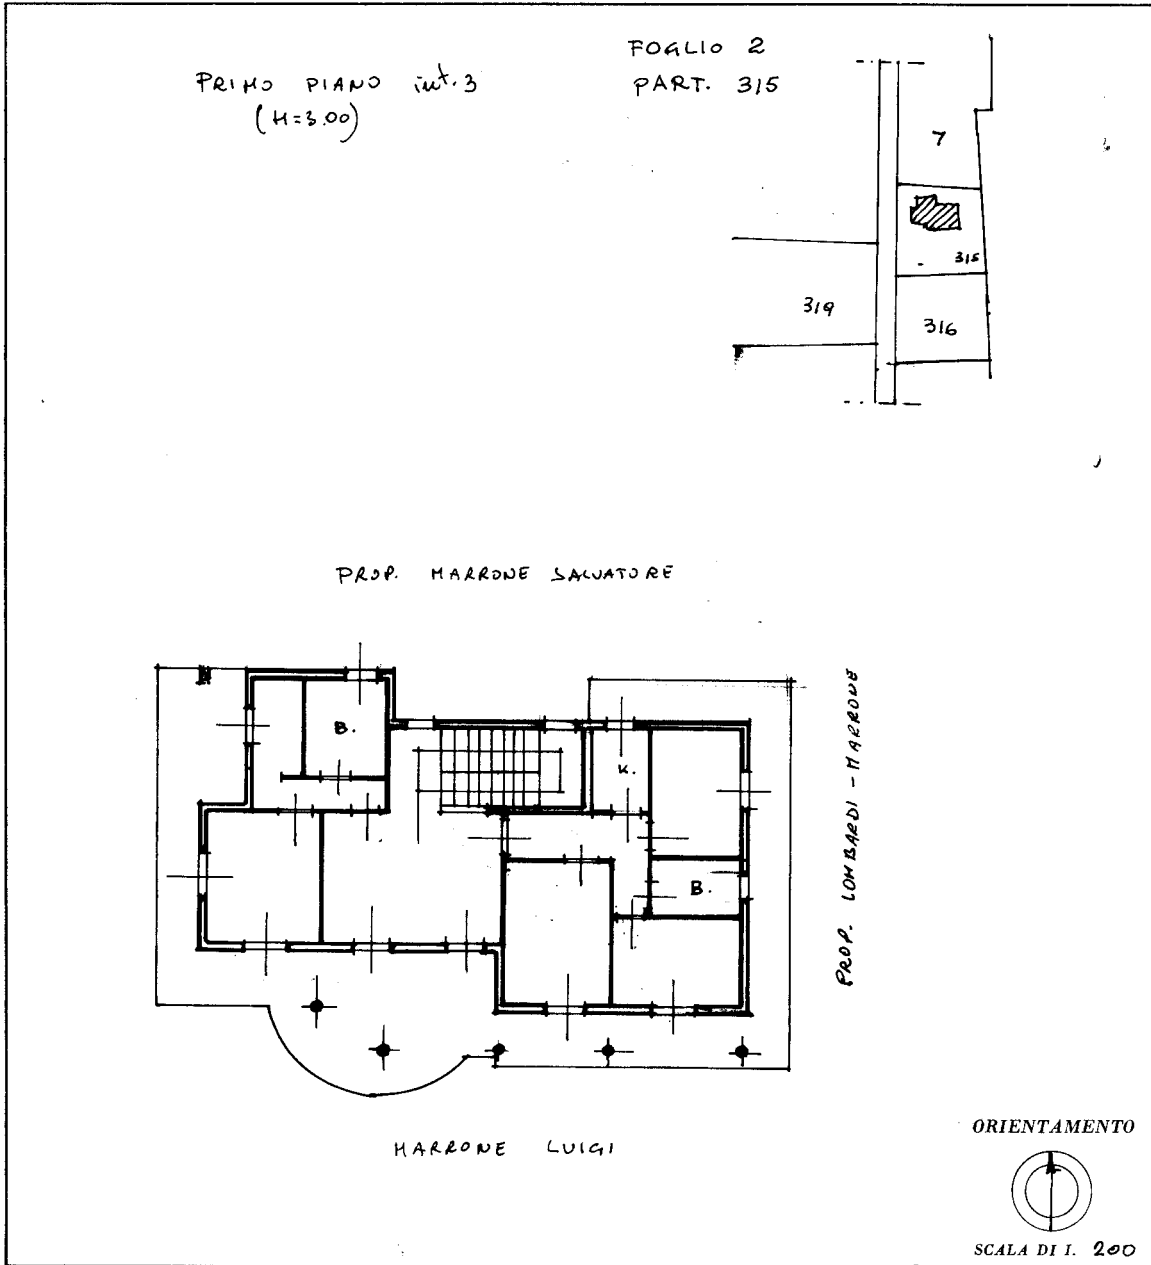 PRIMO PIANO int.3
(H=3.00)
FOGLIO 2
PART. 315
7
315
319
316
PROP. MARRONE SALVATORE
B.
K.
B.
PROP. LOMBARDI - MARRONE
MARRONE LUIGI
ORIENTAMENTO
SCALA DI I. 200